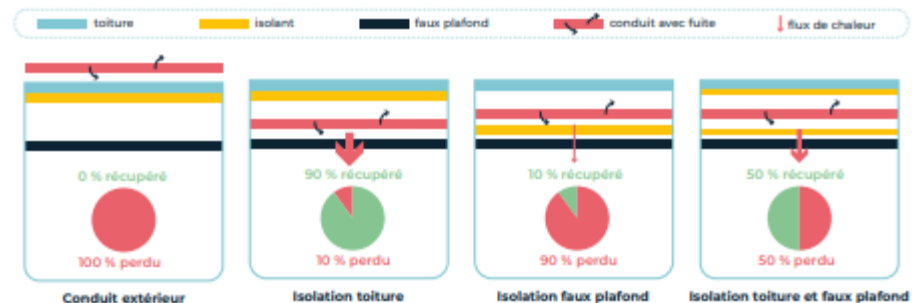 toiture isolant faux plafond conduit avec fuite flux de chaleur
0 % récupéré
100 % perdu
Conduit extérieur
90 % récupéré
10 % perdu
Isolation toiture
10 % récupéré
90 % perdu
Isolation faux plafond
50 % récupéré
50 % perdu
Isolation toiture et faux plafond